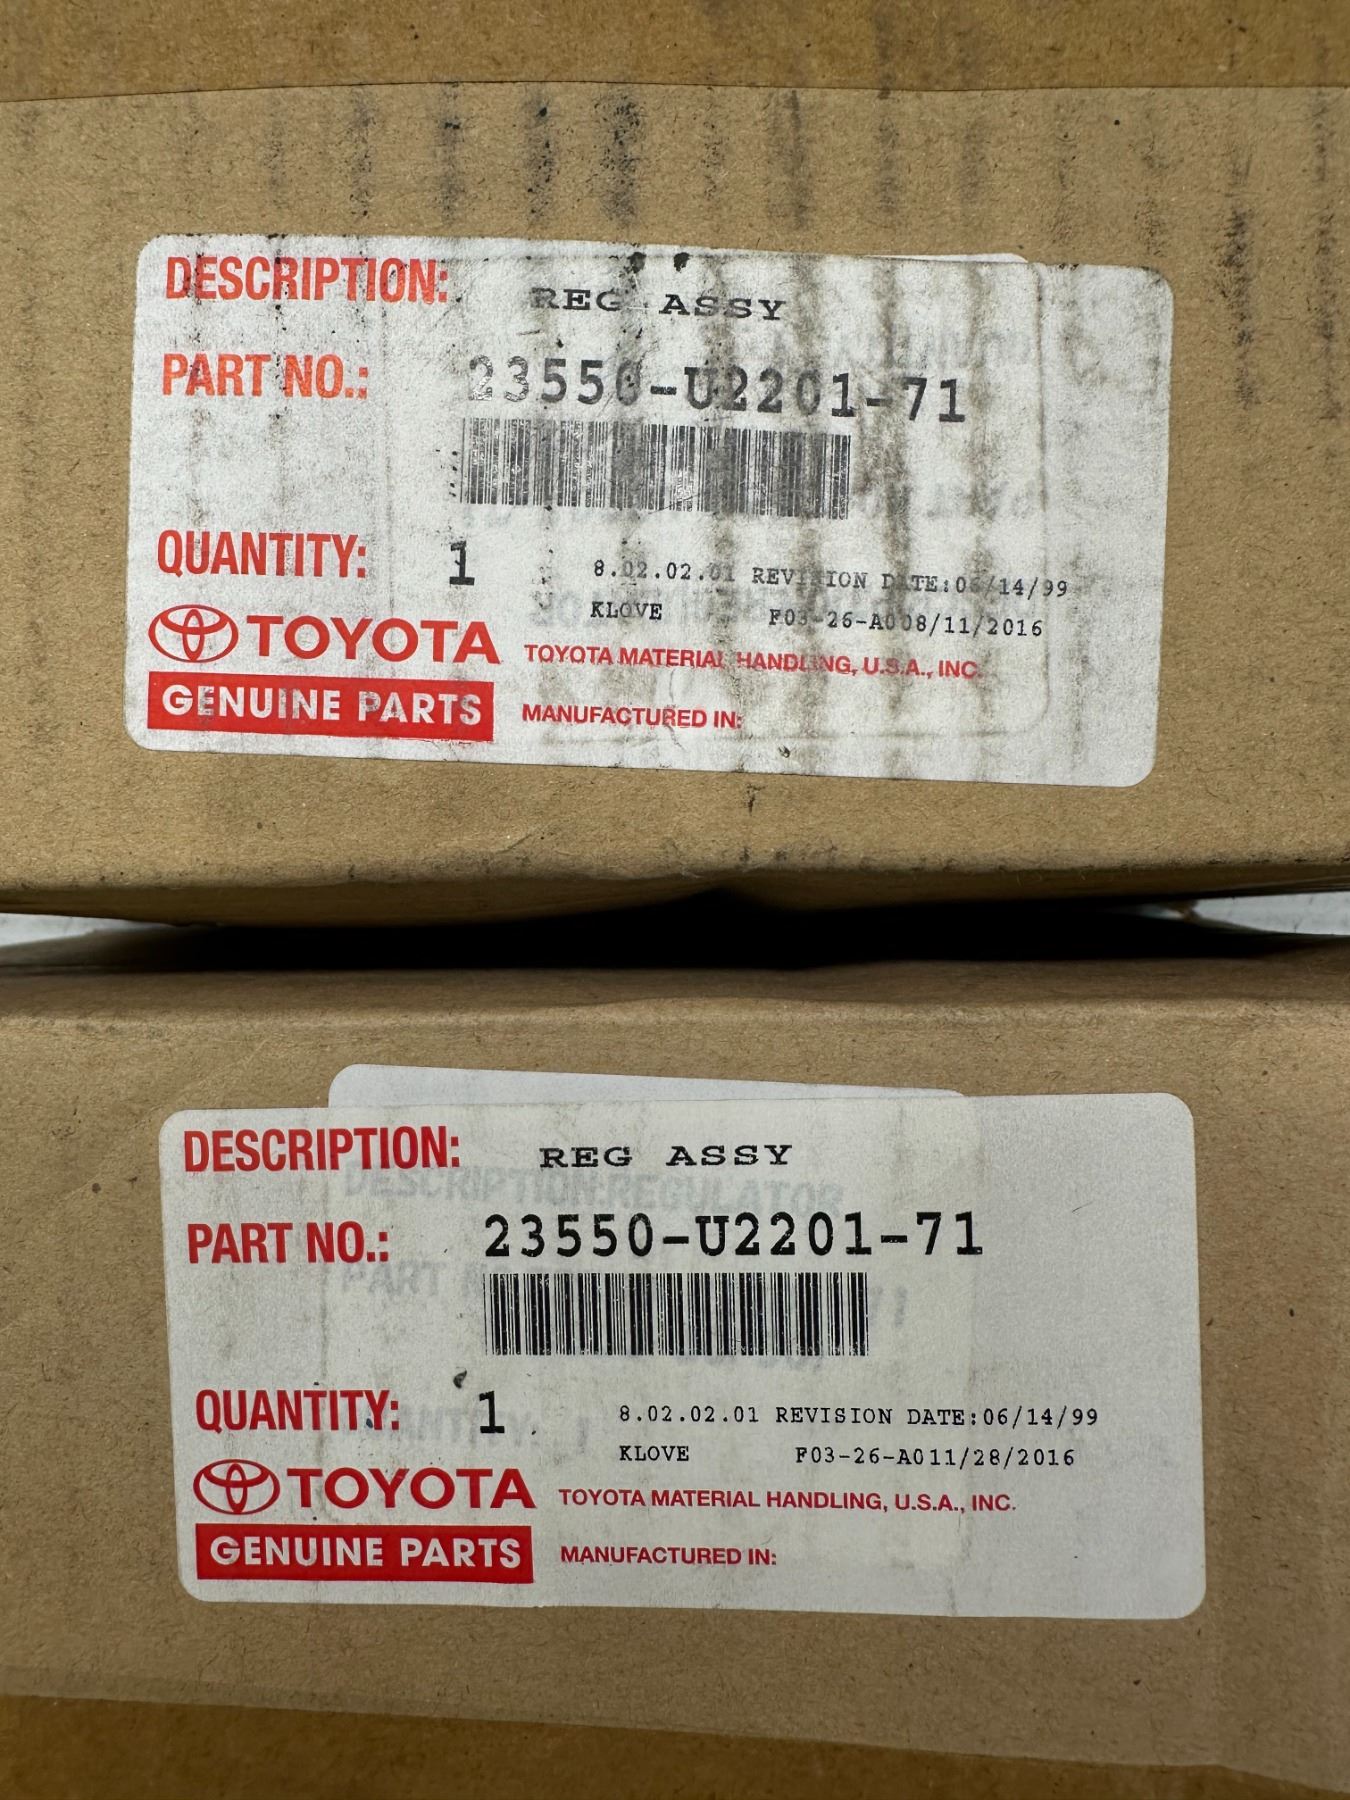 DESCRIPTION: REG ASSY
PART NO.: 23550-U2201-71
QUANTITY: 1
8.02.02.01 REVISION DATE:06/14/99
KLOVE F03-26-A008/11/2016
TOYOTA
TOYOTA MATERIAL HANDLING, U.S.A., INC.
GENUINE PARTS
MANUFACTURED IN:
DESCRIPTION: REG ASSY
DESCRIPTION:REGULATOR
PART NO.: 23550-U2201-71
PART
QUANTITY: 1
8.02.02.01 REVISION DATE:06/14/99
KLOVE F03-26-A011/28/2016
TOYOTA
TOYOTA MATERIAL HANDLING, U.S.A., INC.
GENUINE PARTS
MANUFACTURED IN: